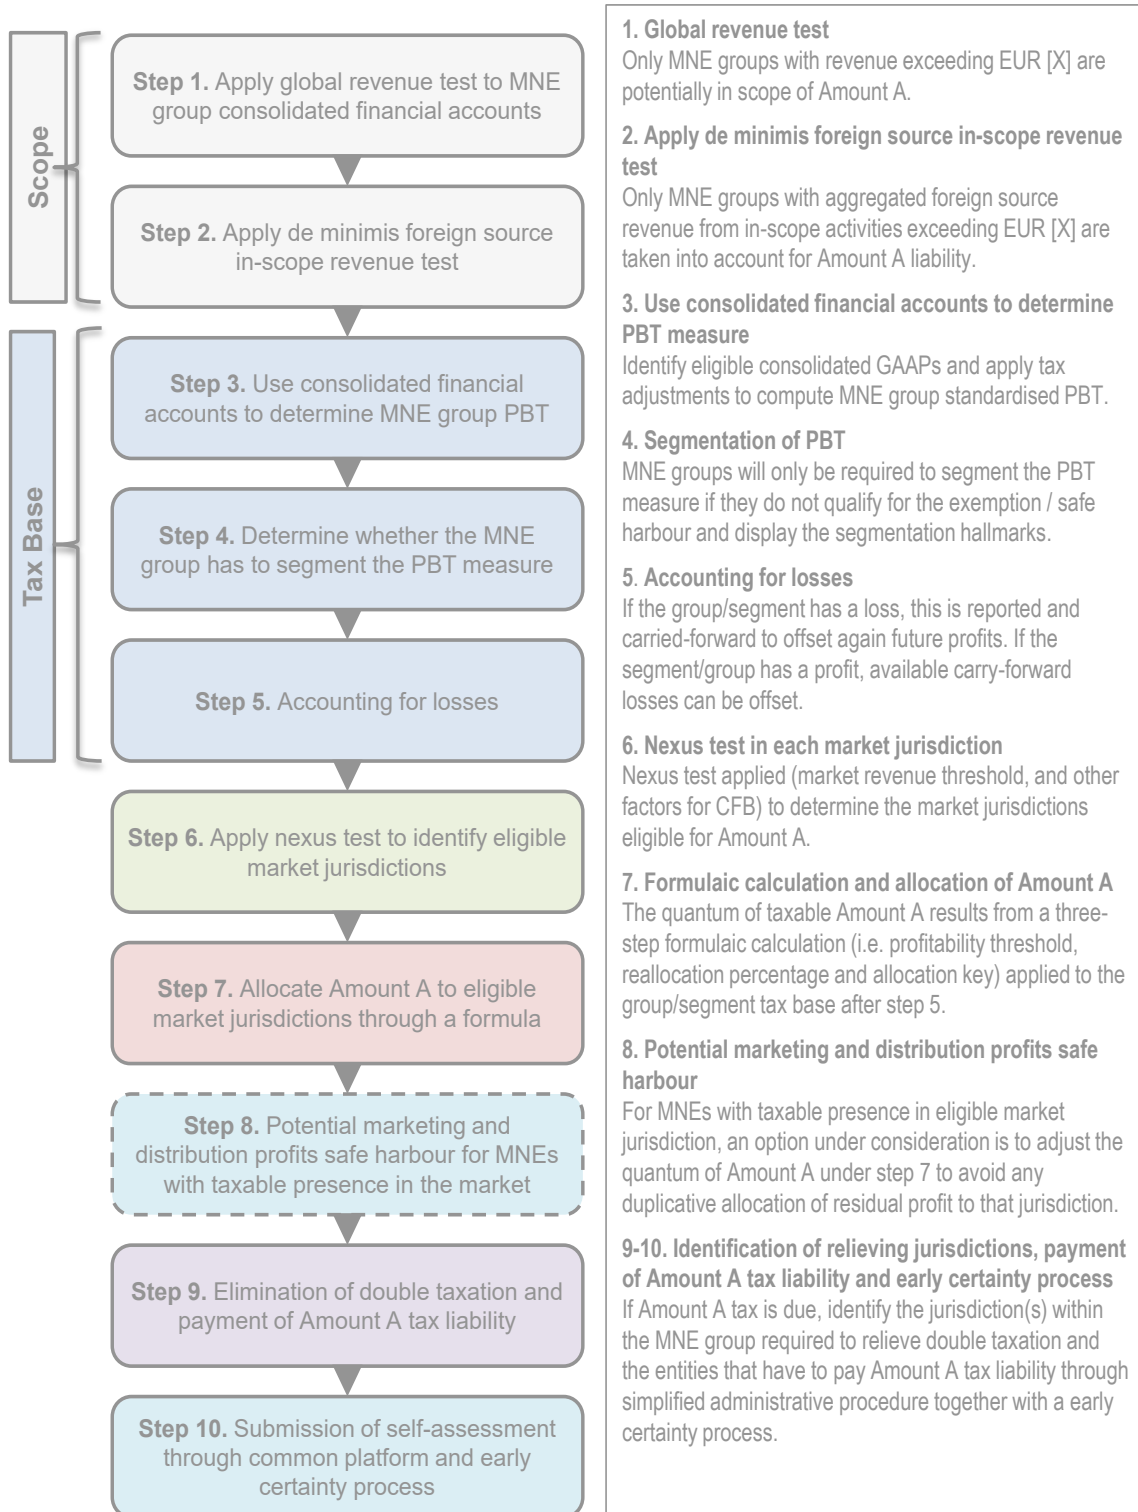 Scope
Step 1. Apply global revenue test to MNE
group consolidated financial accounts
Step 2. Apply de minimis foreign source
in-scope revenue test
Tax Base
Step 3. Use consolidated financial
accounts to determine MNE group PBT
Step 4. Determine whether the MNE
group has to segment the PBT measure
Step 5. Accounting for losses
Step 6. Apply nexus test to identify eligible
market jurisdictions
Step 7. Allocate Amount A to eligible
market jurisdictions through a formula
Step 8. Potential marketing and
distribution profits safe harbour for MNEs
with taxable presence in the market
Step 9. Elimination of double taxation and
payment of Amount A tax liability
Step 10. Submission of self-assessment
through common platform and early
certainty process
1. Global revenue test
Only MNE groups with revenue exceeding EUR [X] are
potentially in scope of Amount A.
2. Apply de minimis foreign source in-scope revenue
test
Only MNE groups with aggregated foreign source
revenue from in-scope activities exceeding EUR [X] are
taken into account for Amount A liability.
3. Use consolidated financial accounts to determine
PBT measure
Identify eligible consolidated GAAPs and apply tax
adjustments to compute MNE group standardised PBT.
4. Segmentation of PBT
MNE groups will only be required to segment the PBT
measure if they do not qualify for the exemption / safe
harbour and display the segmentation hallmarks.
5. Accounting for losses
If the group/segment has a loss, this is reported and
carried-forward to offset again future profits. If the
segment/group has a profit, available carry-forward
losses can be offset.
6. Nexus test in each market jurisdiction
Nexus test applied (market revenue threshold, and other
factors for CFB) to determine the market jurisdictions
eligible for Amount A.
7. Formulaic calculation and allocation of Amount A
The quantum of taxable Amount A results from a three-
step formulaic calculation (i.e. profitability threshold,
reallocation percentage and allocation key) applied to the
group/segment tax base after step 5.
8. Potential marketing and distribution profits safe
harbour
For MNEs with taxable presence in eligible market
jurisdiction, an option under consideration is to adjust the
quantum of Amount A under step 7 to avoid any
duplicative allocation of residual profit to that jurisdiction.
9-10. Identification of relieving jurisdictions, payment
of Amount A tax liability and early certainty process
If Amount A tax is due, identify the jurisdiction(s) within
the MNE group required to relieve double taxation and
the entities that have to pay Amount A tax liability through
simplified administrative procedure together with a early
certainty process.